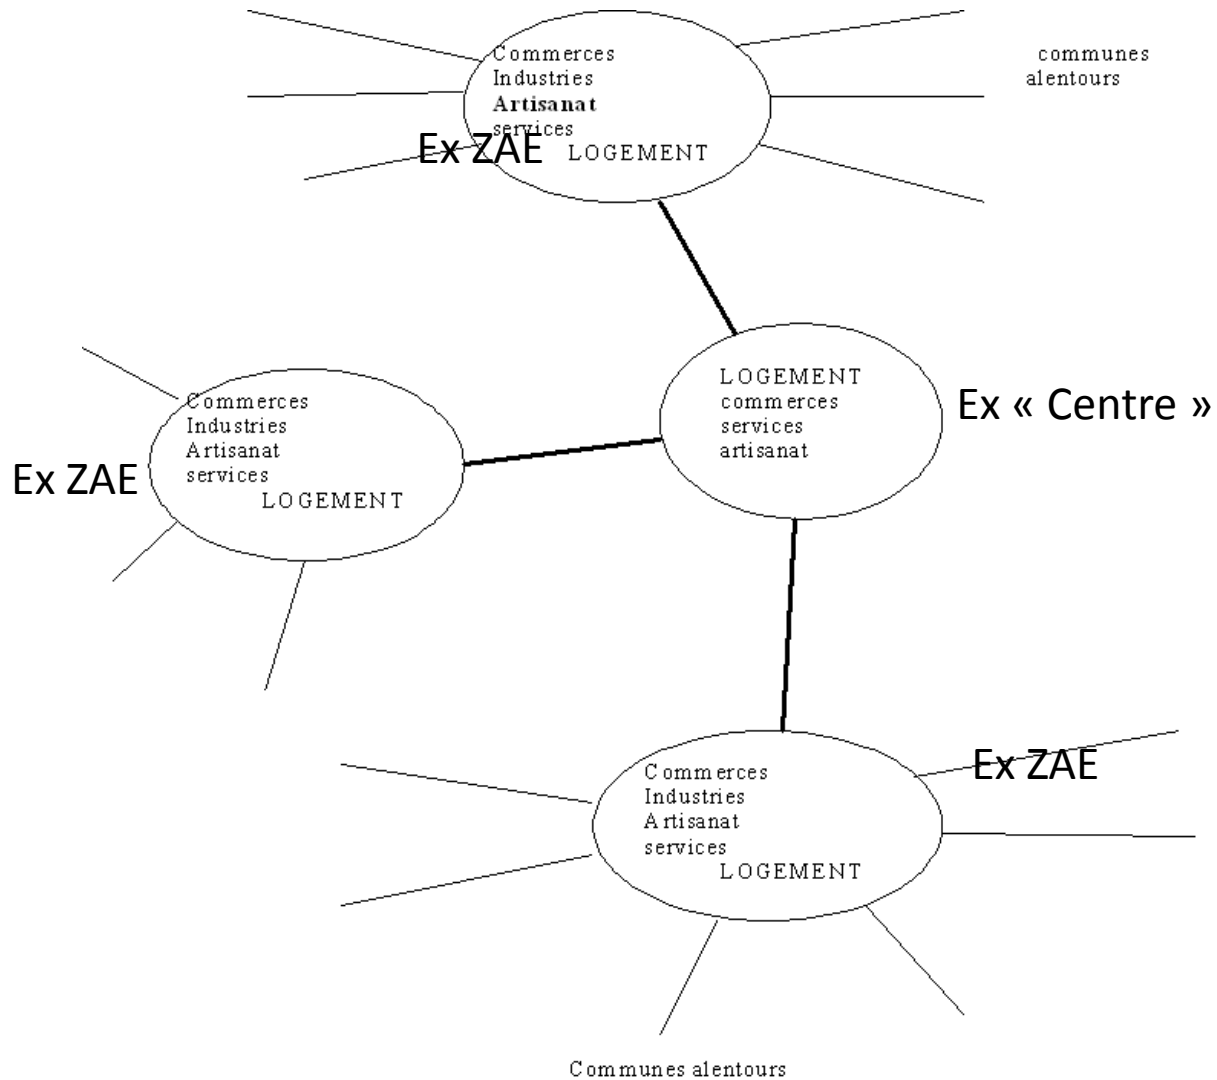 Commerces
Industries
Artisanat
services
LOGEMENT
Ex ZAE
communes
alentours
LOGEMENT
commerces
services
artisanat
Ex « Centre »
Commerces
Industries
Artisanat
services
LOGEMENT
Ex ZAE
Commerces
Industries
Artisanat
services
LOGEMENT
Ex ZAE
Communes alentours